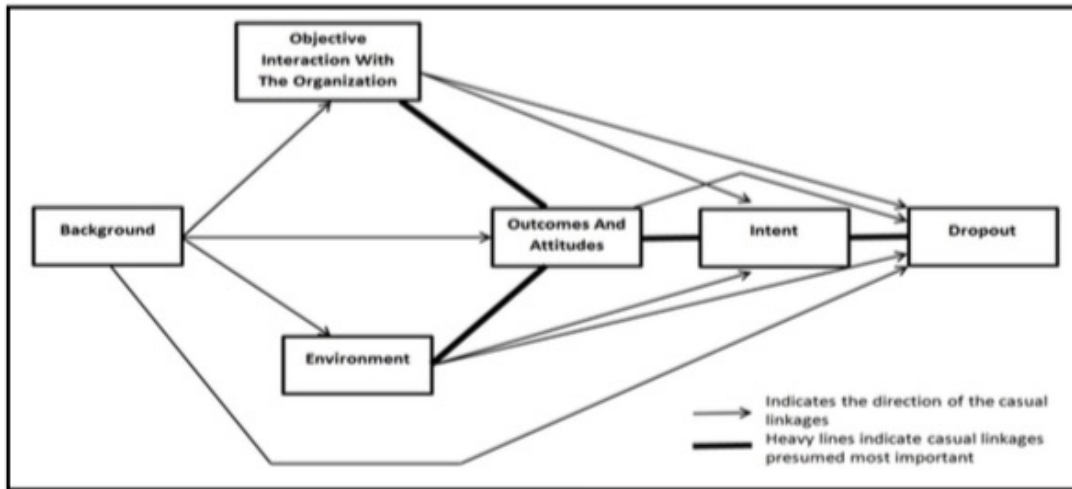 Objective
Interaction With
The Organization
Background
Outcomes And
Attitudes
Intent
Dropout
Environment
Indicates the direction of the casual
linkages
Heavy lines indicate casual linkages
presumed most important